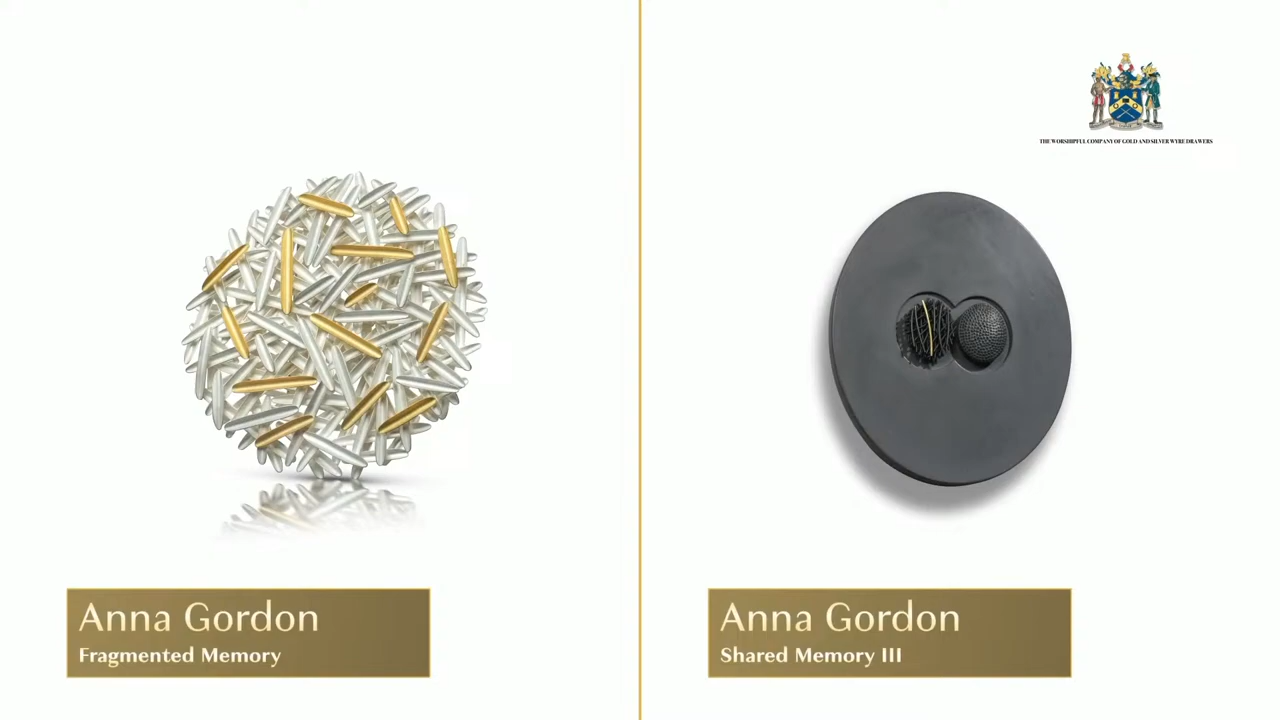 THE WORSHIPFUL COMPANY OF GOLD AND SILVER WYRE DRAWERS
Anna Gordon
Fragmented Memory
Anna Gordon
Shared Memory III